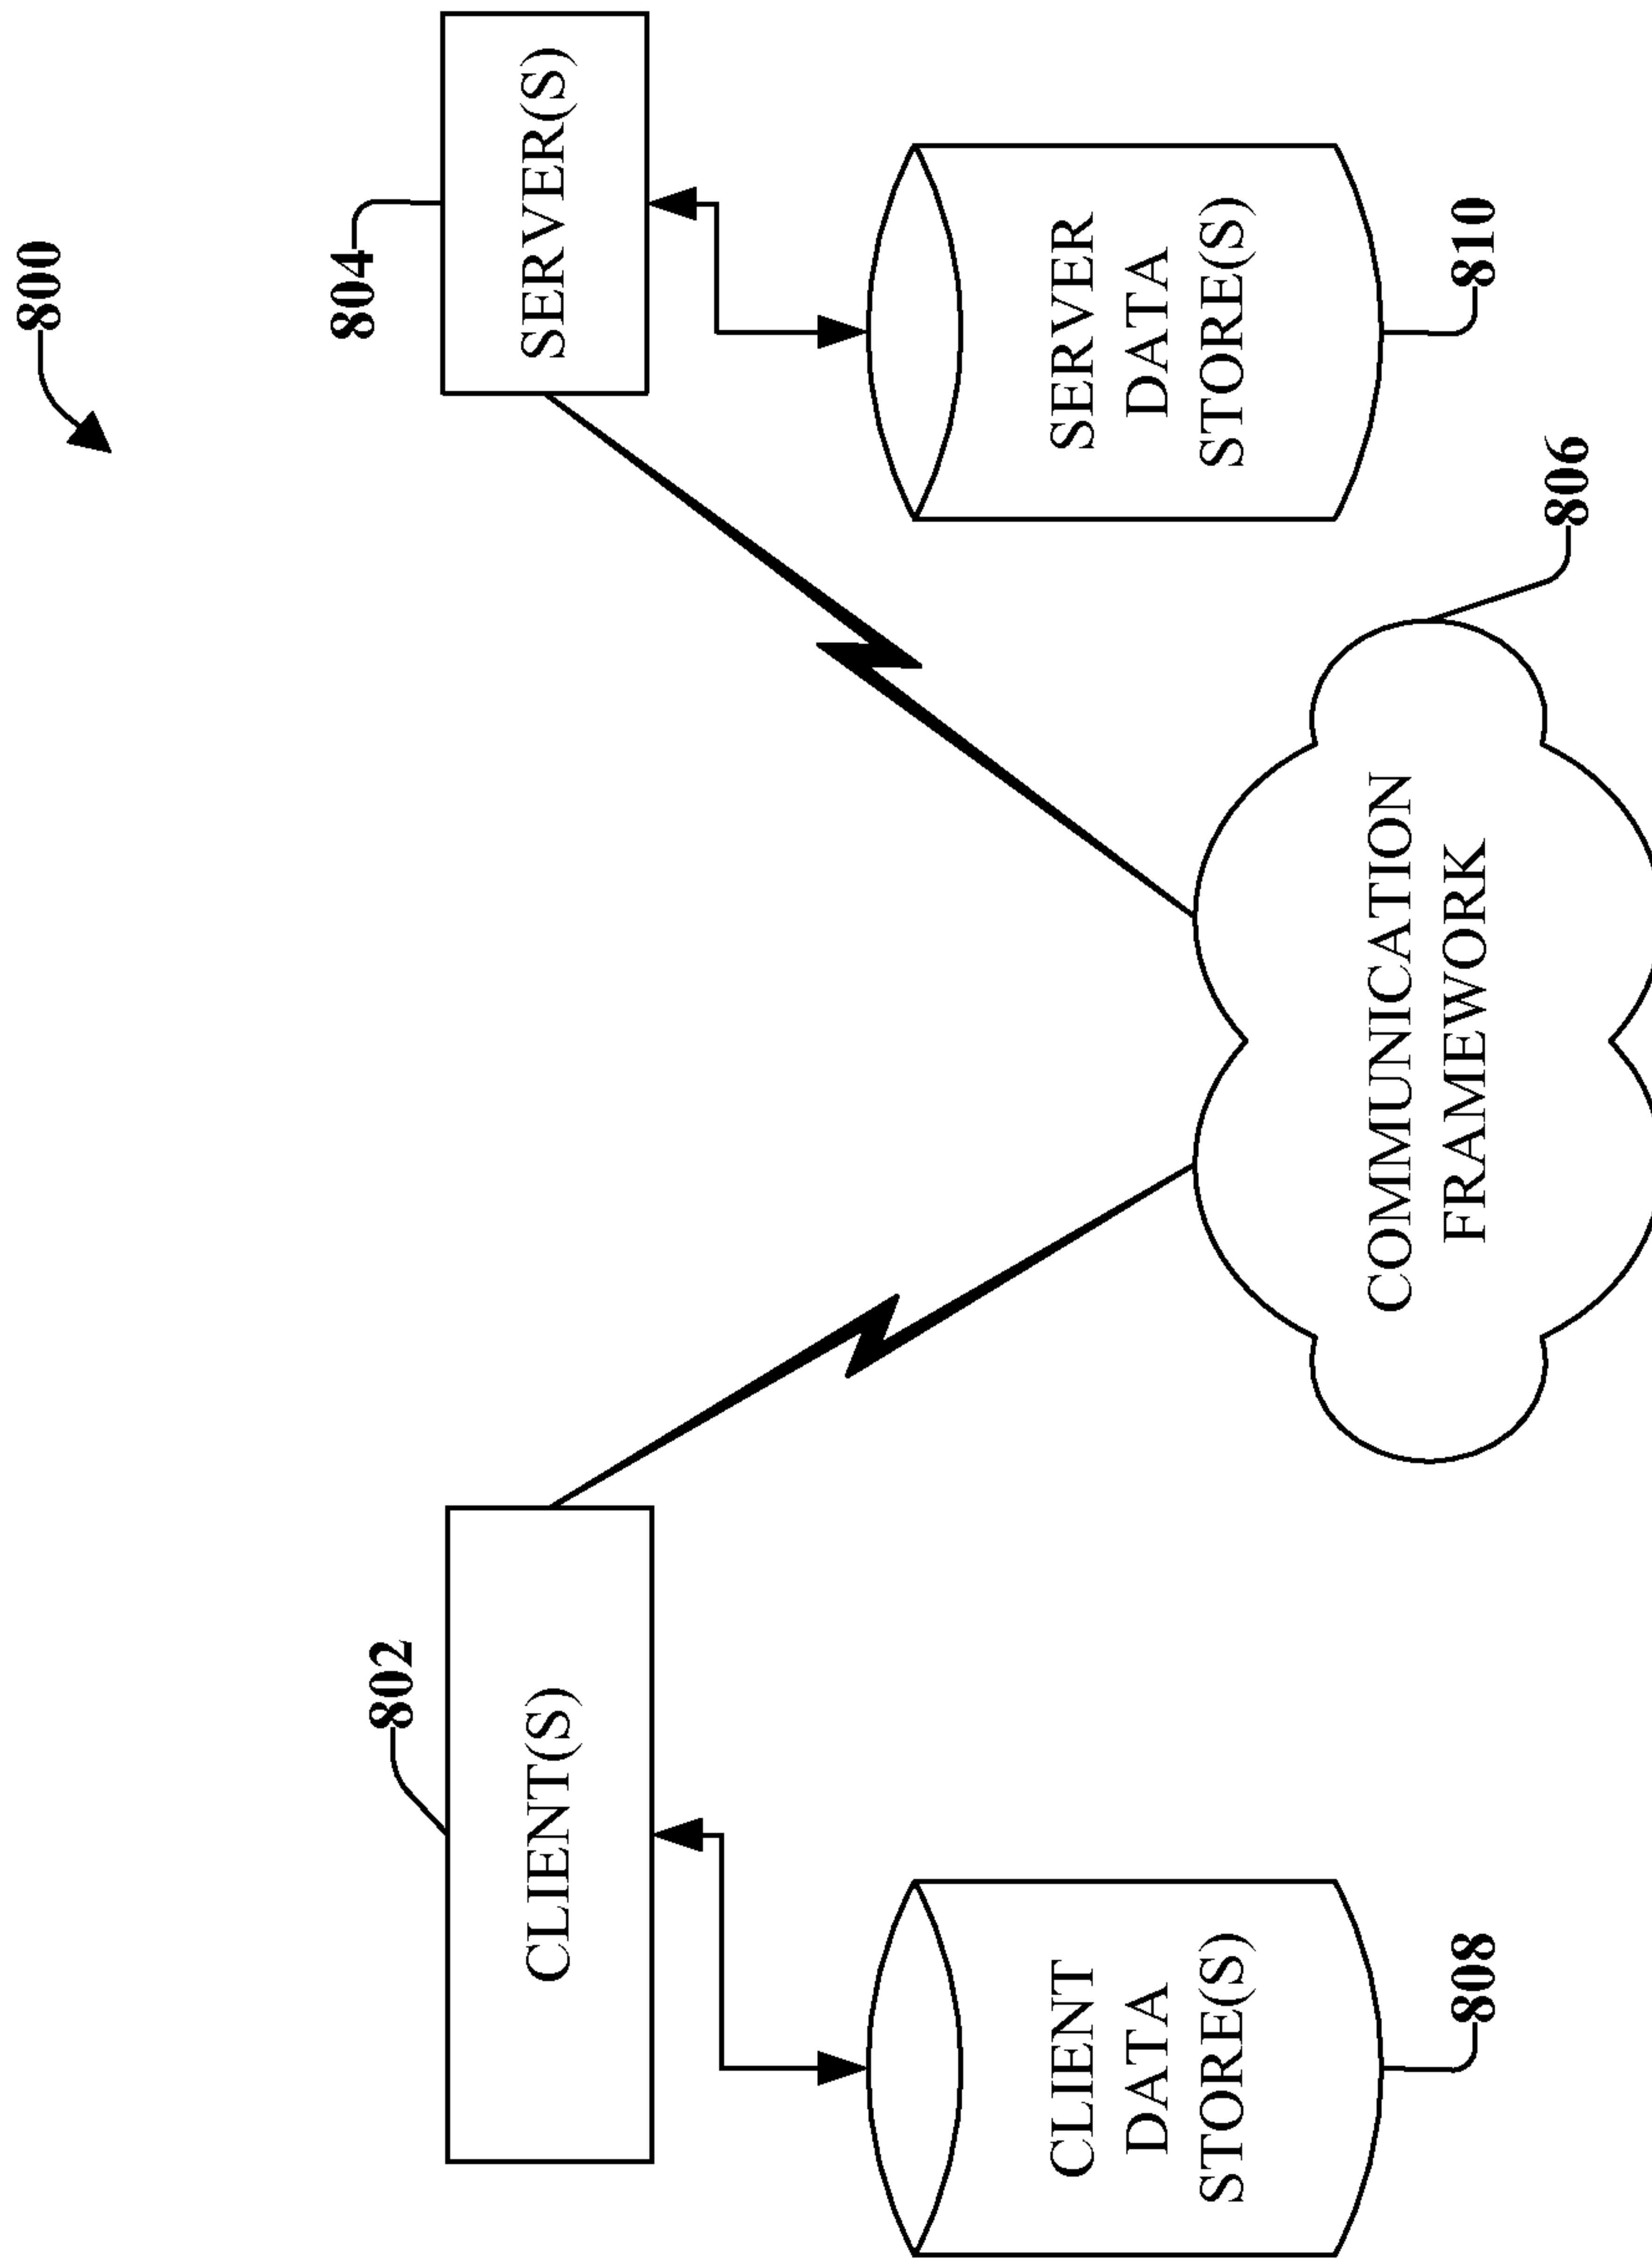 800
802
CLIENT(S)
804
SERVER(S)
CLIENT
DATA
STORE(S)
808
SERVER
DATA
STORE(S)
810
806
COMMUNICATION
FRAMEWORK